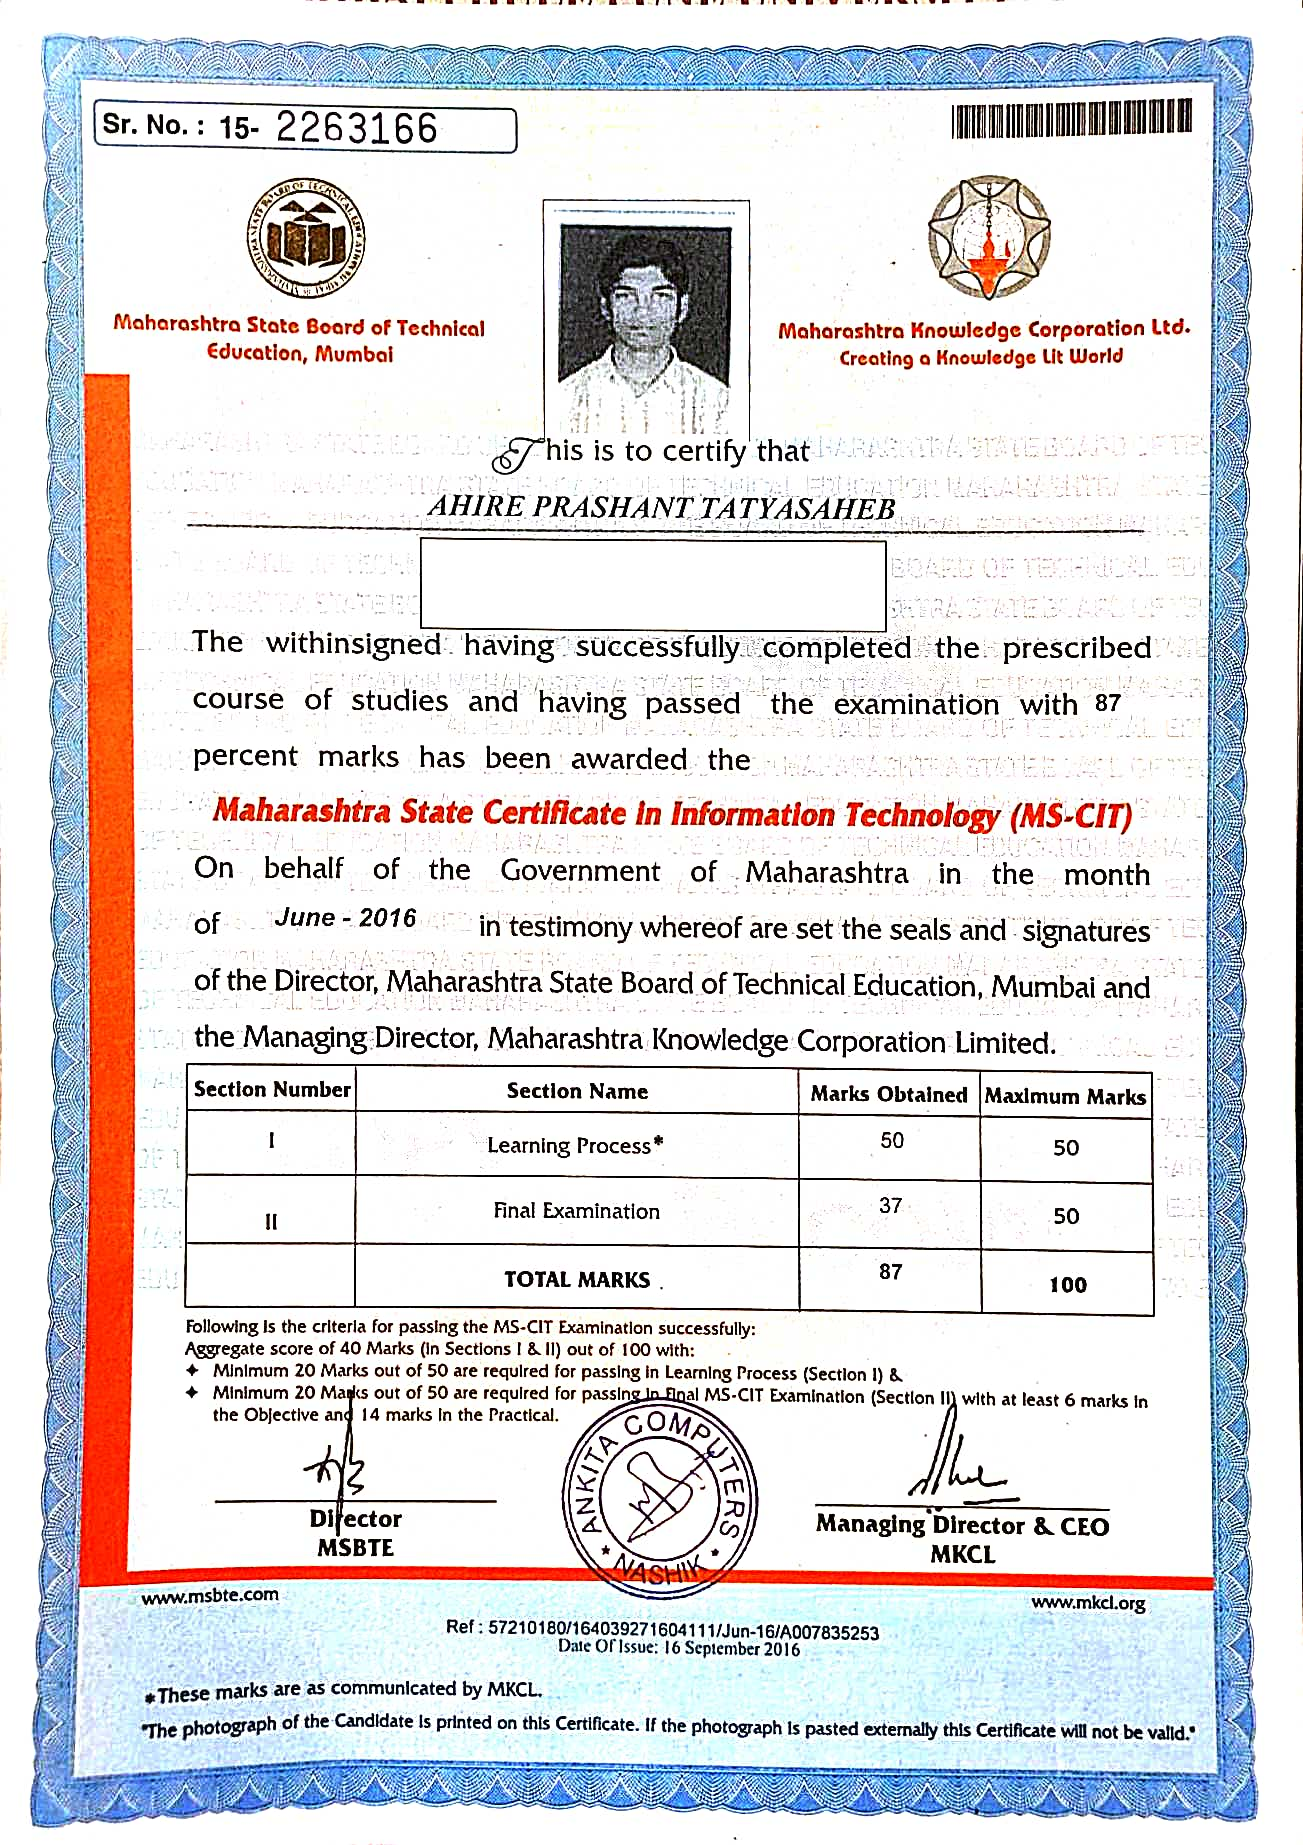 Sr. No. : 15- 2263166
MAHARASHTRA STATE BOARD OF TECHNICAL EDUCATION
Maharashtra State Board of Technical
Education, Mumbai
Maharashtra Knowledge Corporation Ltd.
Creating a Knowledge Lit World
This is to certify that
AHIRE PRASHANT TATYASAHEB
The withinsigned having successfully completed the prescribed
course of studies and having passed the examination with 87
percent marks has been awarded the
Maharashtra State Certificate in Information Technology (MS-CIT)
On behalf of the Government of Maharashtra in the month
of June - 2016 in testimony whereof are set the seals and signatures
of the Director, Maharashtra State Board of Technical Education, Mumbai and
the Managing Director, Maharashtra Knowledge Corporation Limited.
Section Number Section Name Marks Obtained Maximum Marks
I Learning Process* 50 50
II Final Examination 37 50
TOTAL MARKS 87 100
Following is the criteria for passing the MS-CIT Examination successfully:
Aggregate score of 40 Marks (in Sections I & II) out of 100 with:
✦ Minimum 20 Marks out of 50 are required for passing in Learning Process (Section I) &
✦ Minimum 20 Marks out of 50 are required for passing in Final MS-CIT Examination (Section II) with at least 6 marks in
the Objective and 14 marks in the Practical.
ANKITA COMPUTERS
* NASHIK *
Director
MSBTE
Managing Director & CEO
MKCL
www.msbte.com
www.mkcl.org
Ref : 57210180/164039271604111/Jun-16/A007835253
Date Of Issue: 16 September 2016
*These marks are as communicated by MKCL.
"The photograph of the Candidate is printed on this Certificate. If the photograph is pasted externally this Certificate will not be valid."